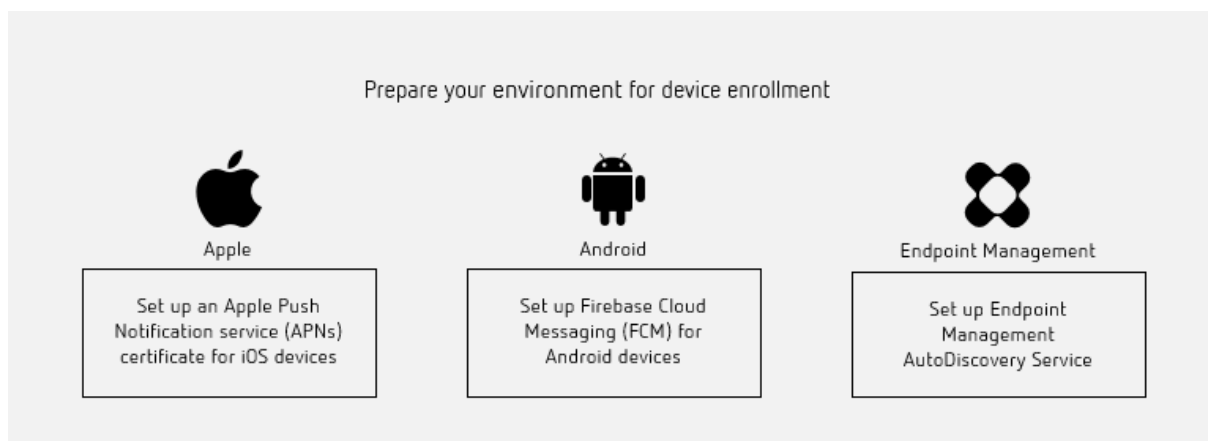 Prepare your environment for device enrollment
Apple
Android
Endpoint Management
Set up an Apple Push
Notification service (APNs)
certificate for iOS devices
Set up Firebase Cloud
Messaging (FCM) for
Android devices
Set up Endpoint
Management
AutoDiscovery Service